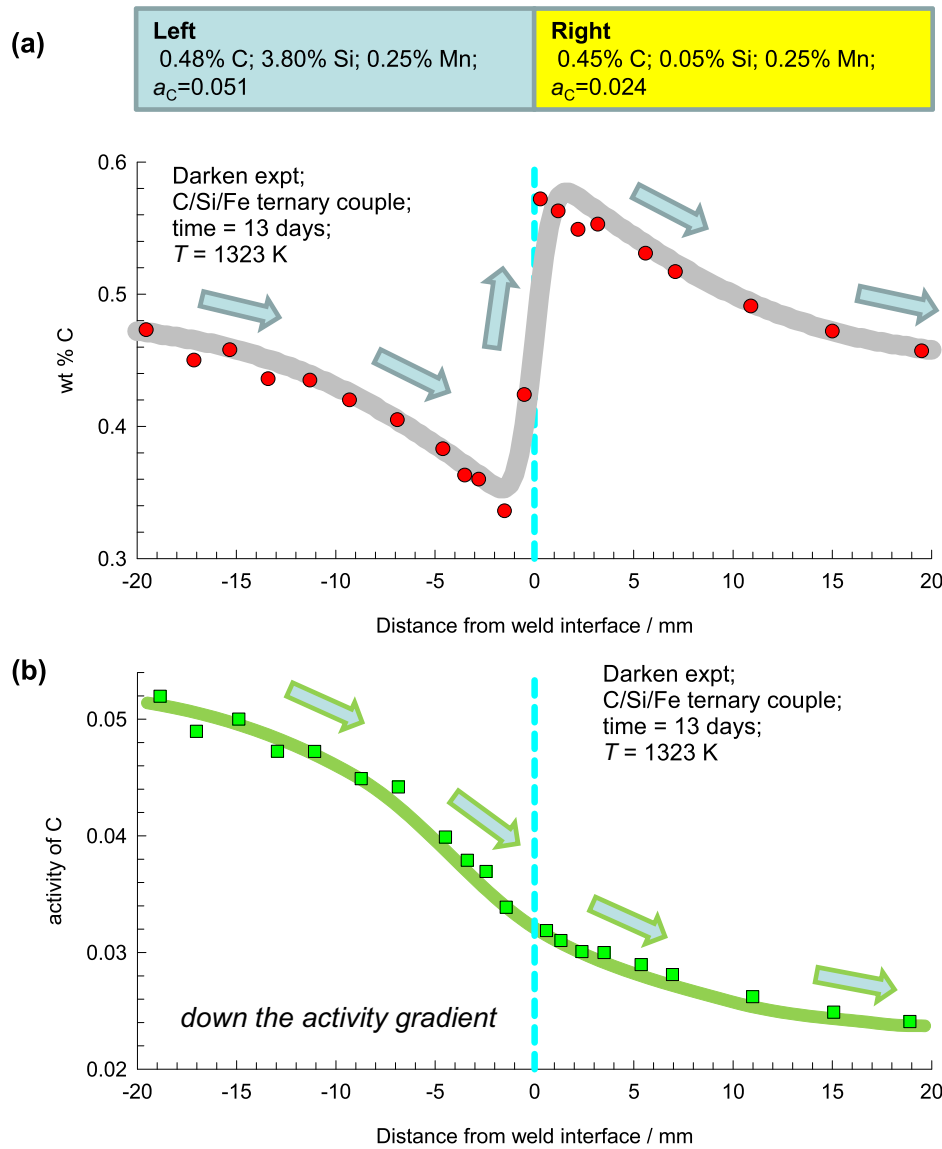 (a)
Left
0.48% C; 3.80% Si; 0.25% Mn;
aC=0.051
Right
0.45% C; 0.05% Si; 0.25% Mn;
aC=0.024
Darken expt;
C/Si/Fe ternary couple;
time = 13 days;
T = 1323 K
0.6
0.5
0.4
0.3
wt % C
-20 -15 -10 -5 0 5 10 15 20
Distance from weld interface / mm
(b)
Darken expt;
C/Si/Fe ternary couple;
time = 13 days;
T = 1323 K
0.05
0.04
0.03
0.02
activity of C
down the activity gradient
-20 -15 -10 -5 0 5 10 15 20
Distance from weld interface / mm